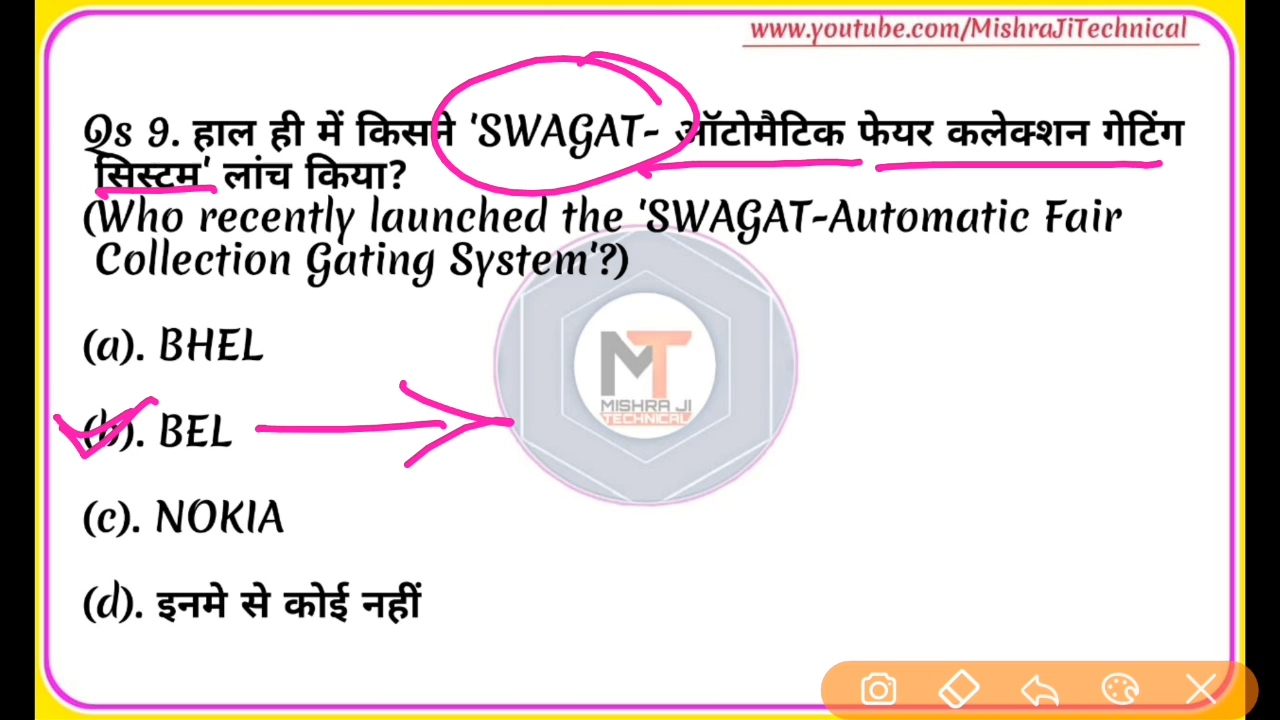 www.youtube.com/MishraJiTechnical
Qs 9. हाल ही में किसने 'SWAGAT- ऑटोमैटिक फेयर कलेक्शन गेटिंग
सिस्टम' लांच किया?
(Who recently launched the 'SWAGAT-Automatic Fair
Collection Gating System'?)
(a). BHEL
(b). BEL
MT
MISHRA JI
TECHNICAL
(c). NOKIA
(d). इनमे से कोई नहीं